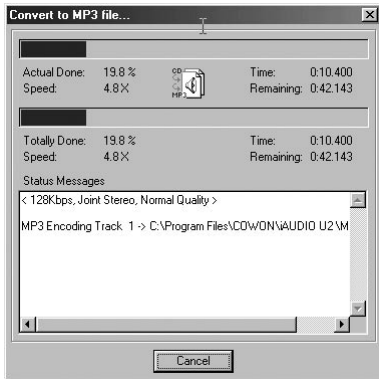 Convert to MP3 file...
Actual Done: 19.8 % Time: 0:10.400
Speed: 4.8X Remaining: 0:42.143
CD
MP3
Totally Done: 19.8 % Time: 0:10.400
Speed: 4.8X Remaining: 0:42.143
Status Messages
< 128Kbps, Joint Stereo, Normal Quality >
MP3 Encoding Track 1 -> C:\Program Files\COWON\iAUDIO U2\M
Cancel